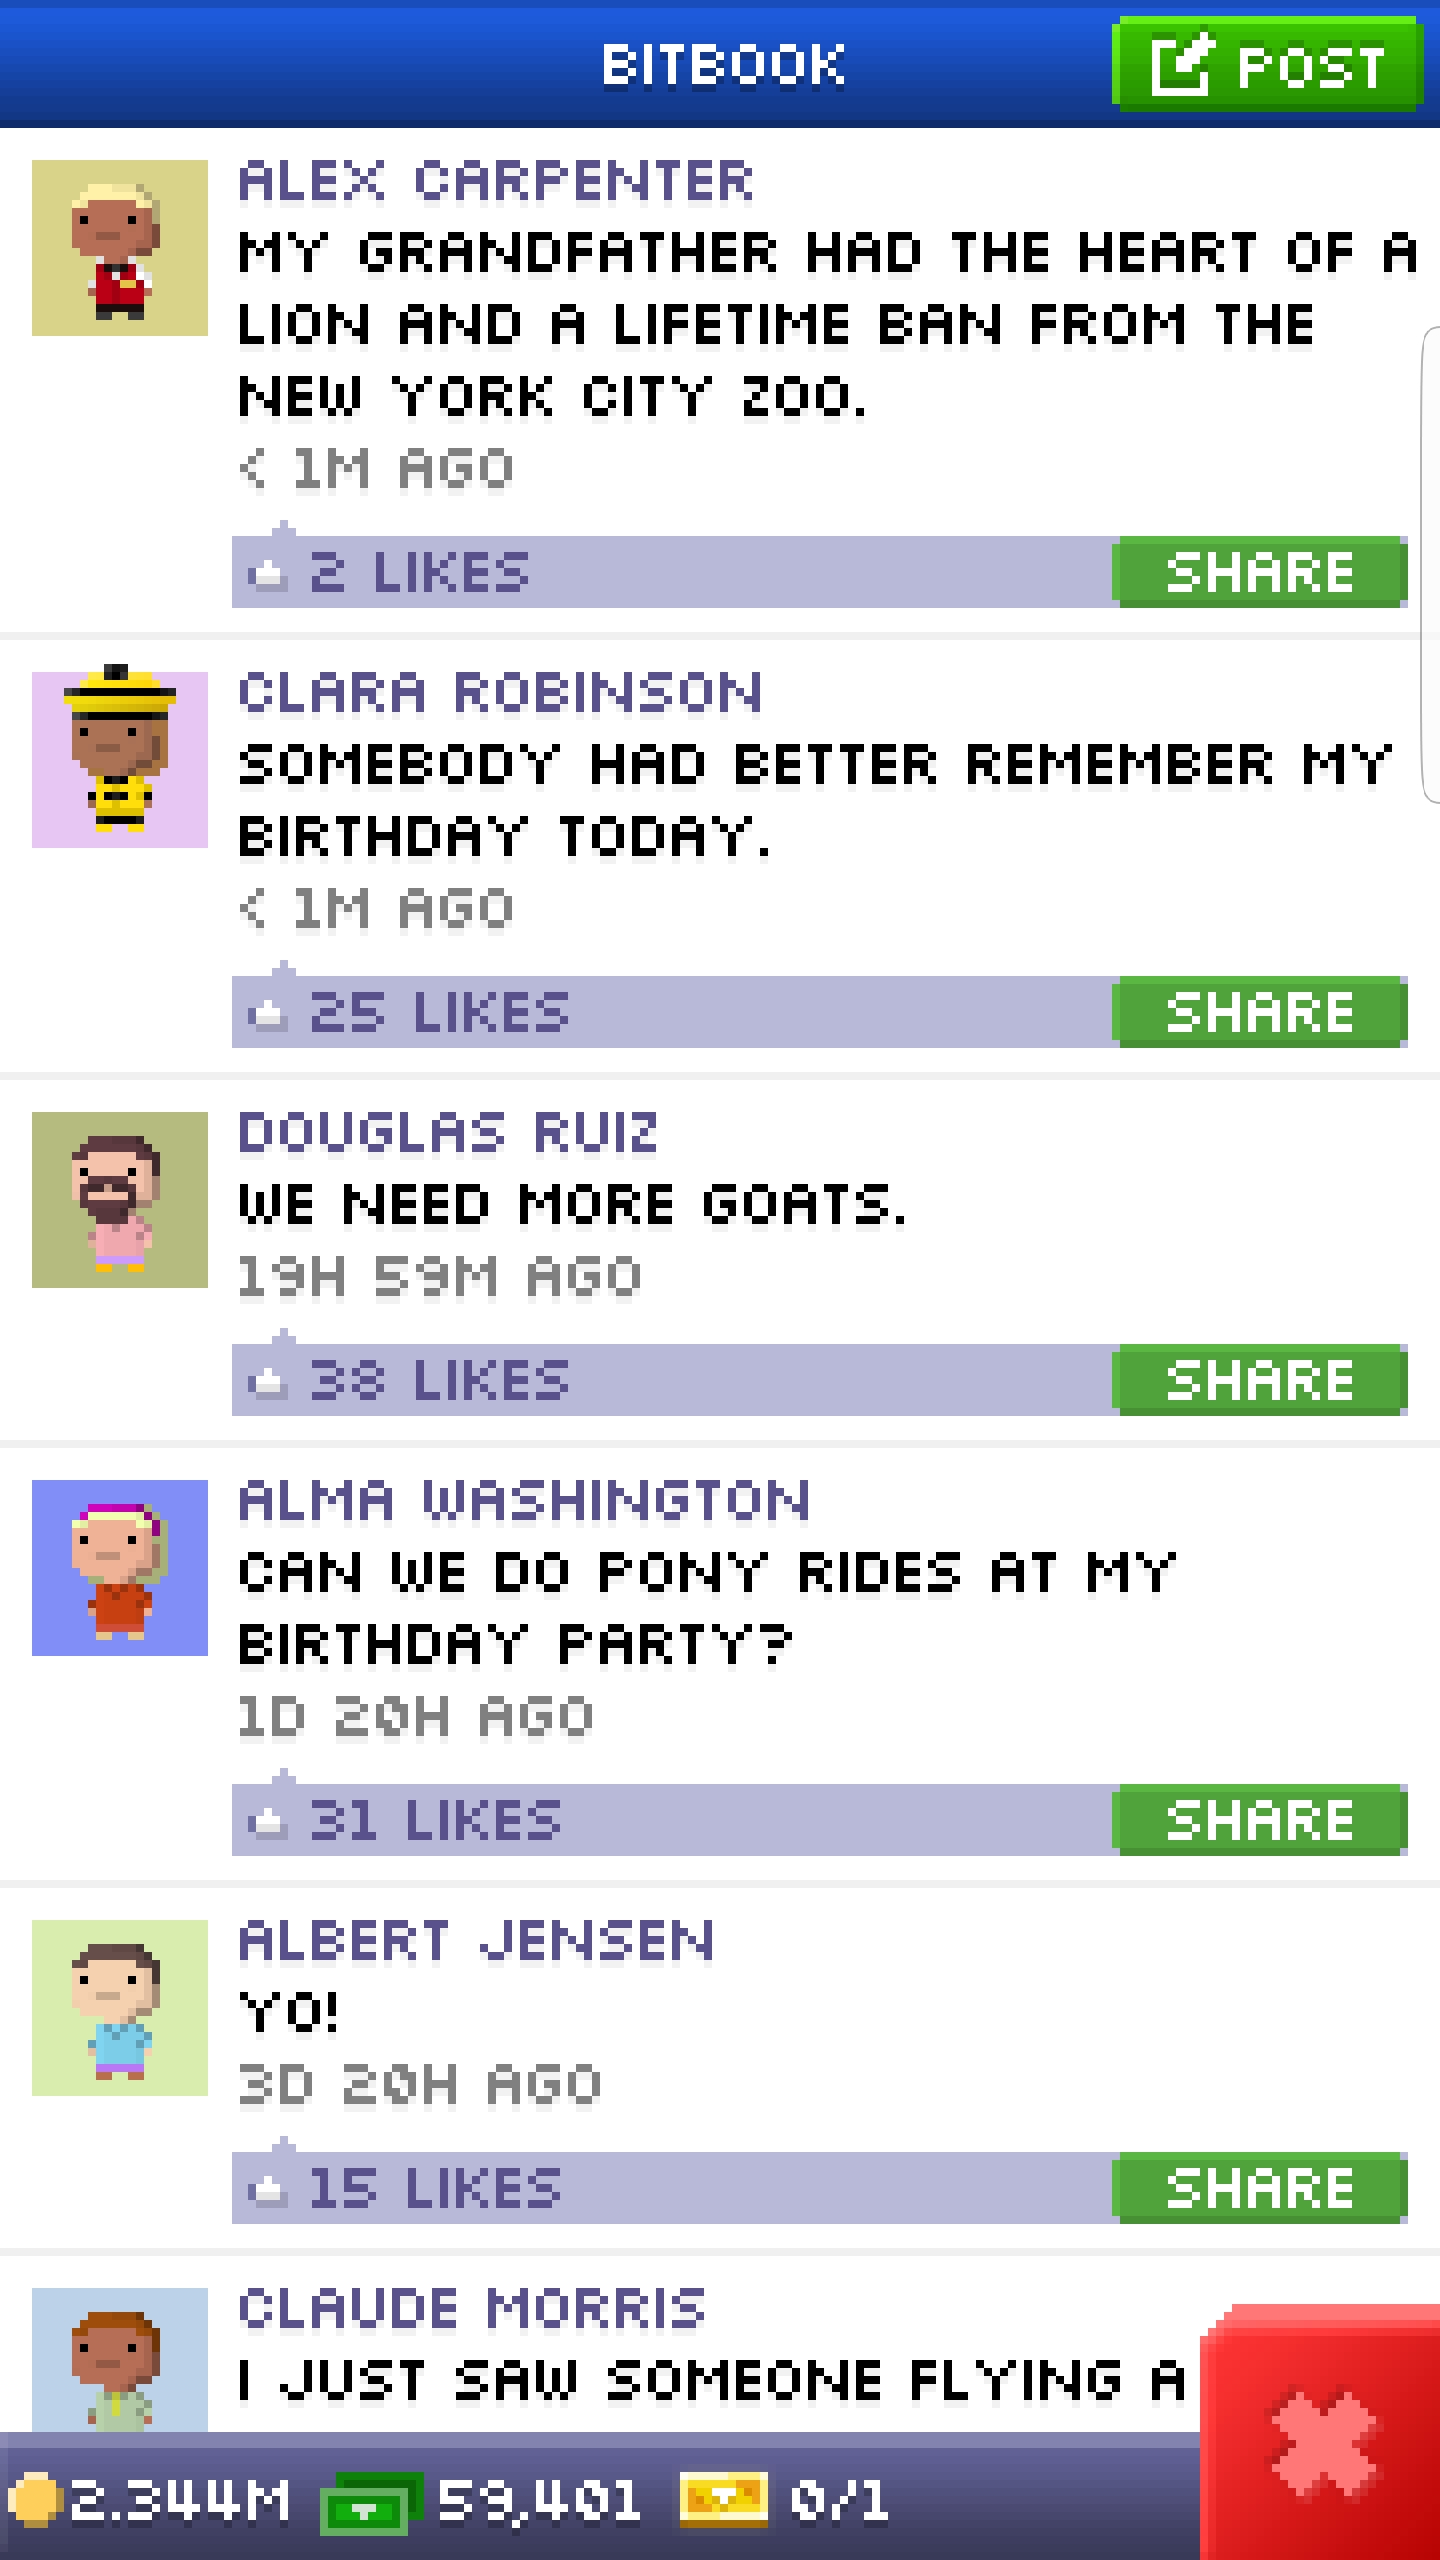 BITBOOK
POST
ALEX CARPENTER
MY GRANDFATHER HAD THE HEART OF A
LION AND A LIFETIME BAN FROM THE
NEW YORK CITY ZOO.
< 1M AGO
2 LIKES
SHARE
CLARA ROBINSON
SOMEBODY HAD BETTER REMEMBER MY
BIRTHDAY TODAY.
< 1M AGO
25 LIKES
SHARE
DOUGLAS RUIZ
WE NEED MORE GOATS.
19H 59M AGO
38 LIKES
SHARE
ALMA WASHINGTON
CAN WE DO PONY RIDES AT MY
BIRTHDAY PARTY?
1D 20H AGO
31 LIKES
SHARE
ALBERT JENSEN
YO!
3D 20H AGO
15 LIKES
SHARE
CLAUDE MORRIS
I JUST SAW SOMEONE FLYING A
2.344M 59,401 0/1